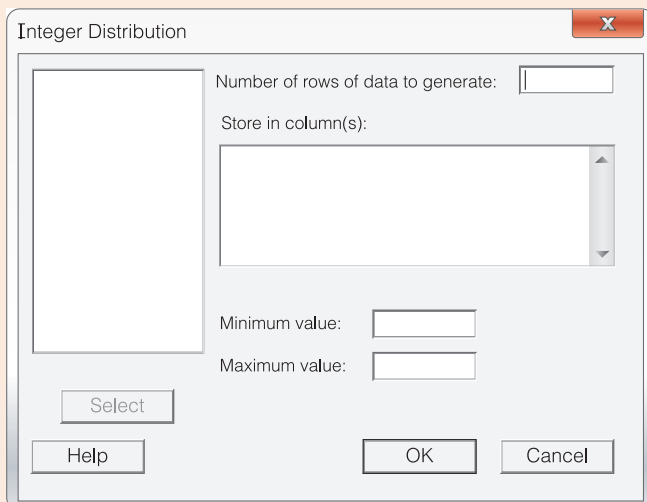 Integer Distribution
X
Number of rows of data to generate:
Store in column(s):
Minimum value:
Maximum value:
Select
Help
OK
Cancel